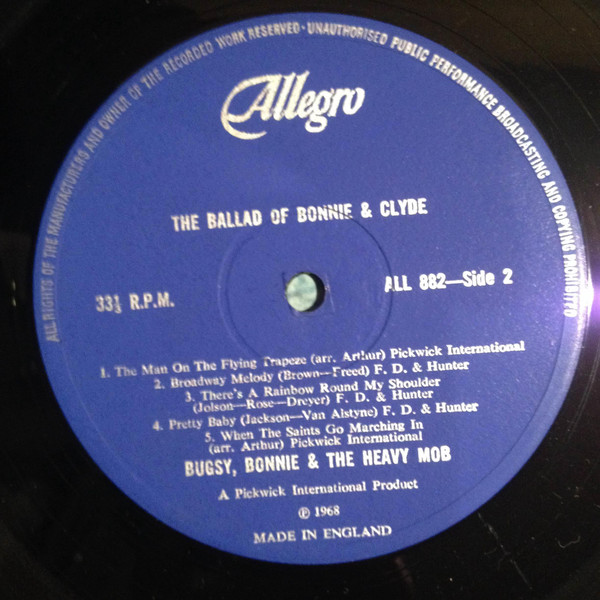 ALL RIGHTS OF THE MANUFACTURERS AND OWNER OF THE RECORDED WORK RESERVED · UNAUTHORISED PUBLIC PERFORMANCE BROADCASTING AND COPYING PROHIBITED
Allegro
THE BALLAD OF BONNIE & CLYDE
33⅓ R.P.M.
ALL 882—Side 2
1. The Man On The Flying Trapeze (arr. Arthur) Pickwick International
2. Broadway Melody (Brown—Freed) F. D. & Hunter
3. There's A Rainbow Round My Shoulder
(Jolson—Rose—Dreyer) F. D. & Hunter
4. Pretty Baby (Jackson—Van Alstyne) F. D. & Hunter
5. When The Saints Go Marching In
(arr. Arthur) Pickwick International
BUGSY, BONNIE & THE HEAVY MOB
A Pickwick International Product
℗ 1968
MADE IN ENGLAND